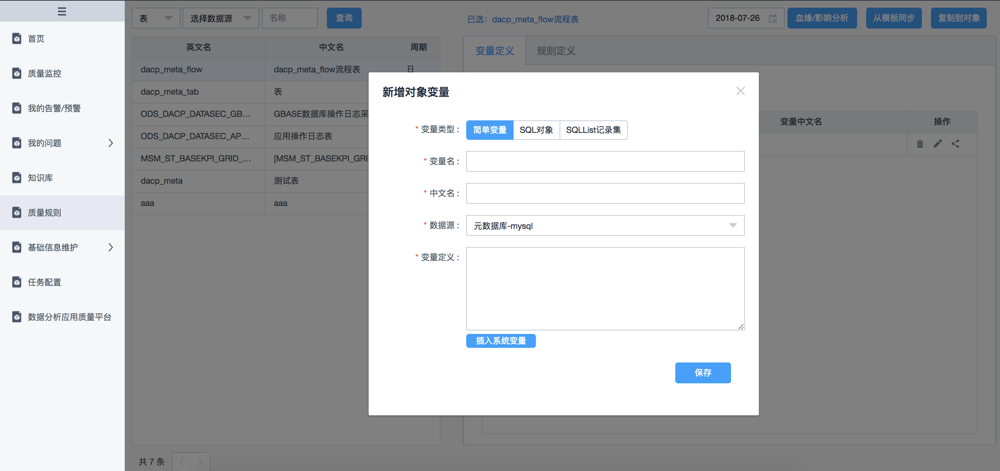 首页
质量监控
我的告警/预警
我的问题
知识库
质量规则
基础信息维护
任务配置
数据分析应用质量平台
表 选择数据源 名称 查询
已选：dacp_meta_flow流程表
2018-07-26 血缘/影响分析 从模板同步 复制到对象
英文名 中文名 周期
dacp_meta_flow dacp_meta_flow流程表 日
dacp_meta_tab 表
ODS_DACP_DATASEC_GB... GBASE数据库操作日志采
ODS_DACP_DATASEC_AP... 应用操作日志表
MSM_ST_BASEKPI_GRID_... [MSM_ST_BASEKPI_GRI
dacp_meta 测试表
aaa aaa
共 7 条
变量定义 规则定义
变量中文名 操作
新增对象变量
* 变量类型： 简单变量 SQL对象 SQLList记录集
* 变量名：
* 中文名：
* 数据源： 元数据库-mysql
* 变量定义：
插入系统变量
保存